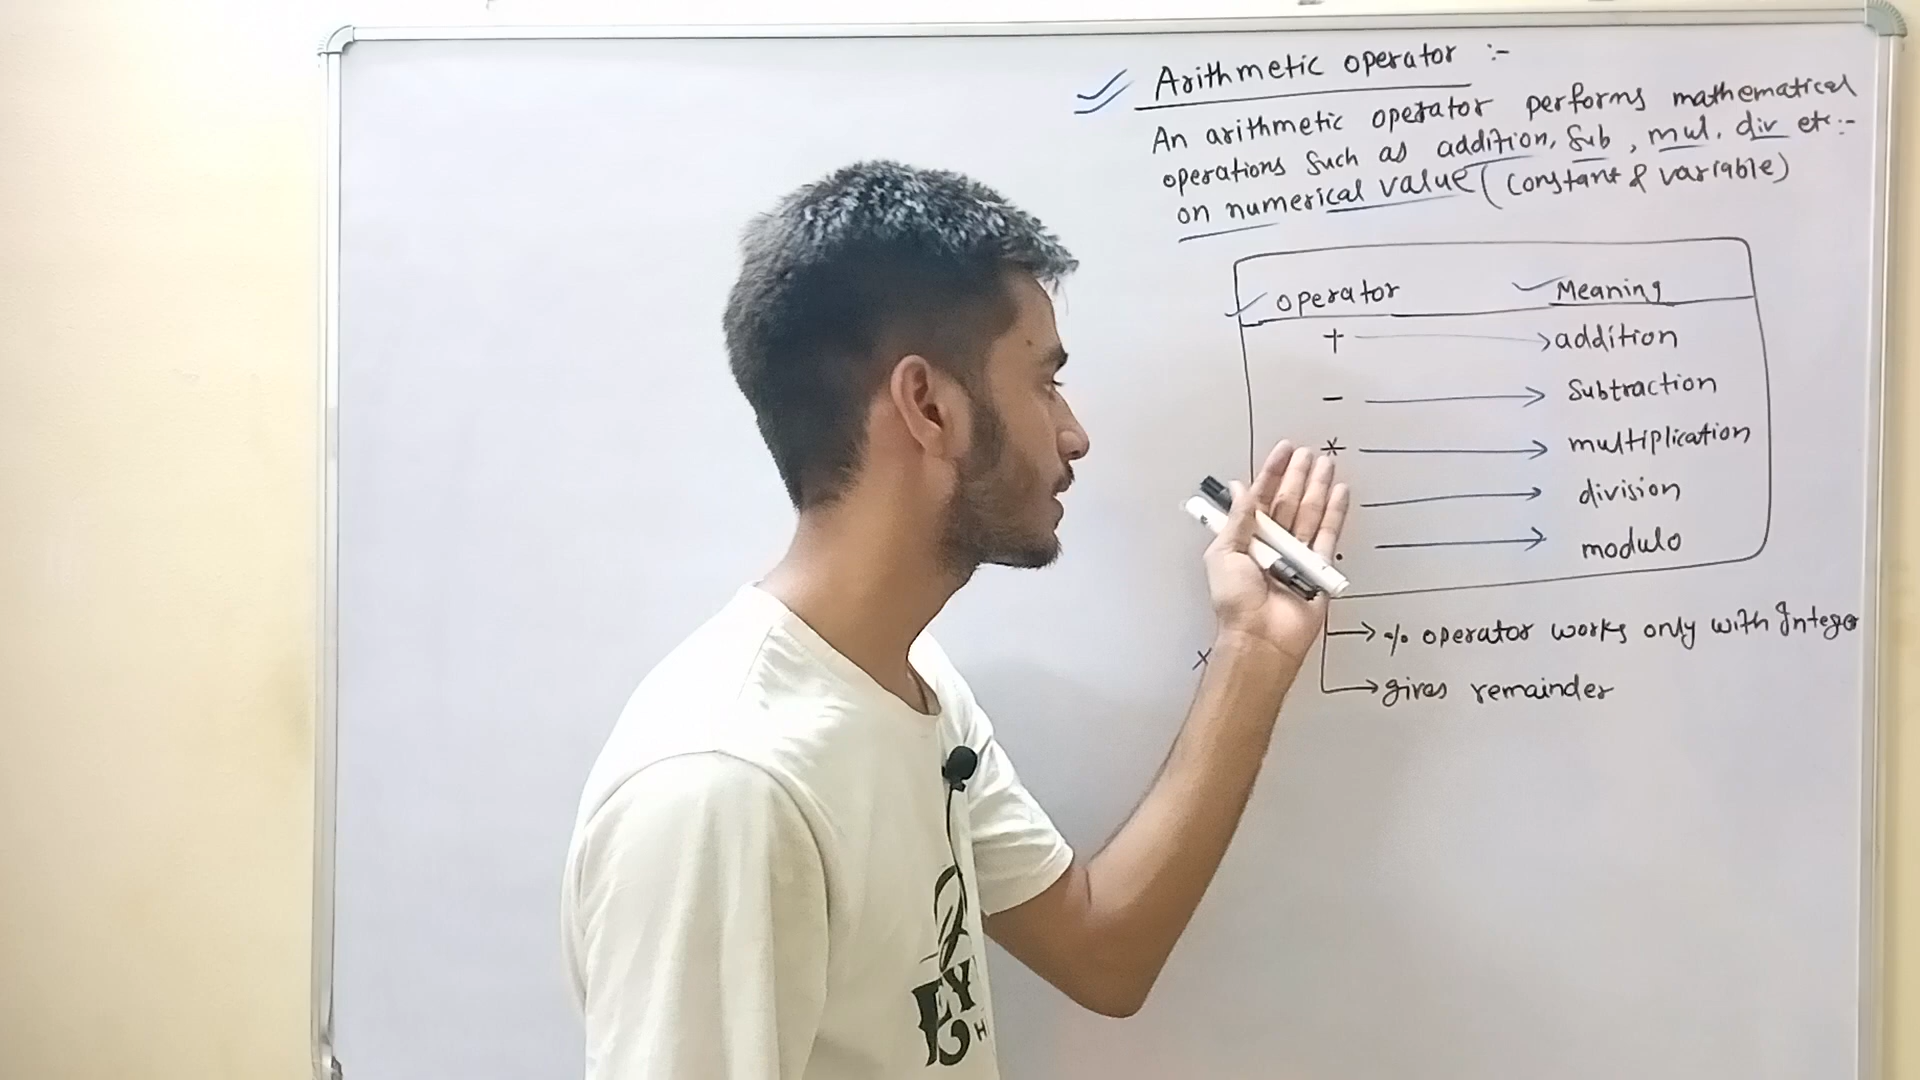 Arithmetic operator :-
An arithmetic operator performs mathematical
operations such as addition, Sub, mul, div etc:-
on numerical value (constant & variable)
operator Meaning
+ addition
- Subtraction
* multiplication
division
modulo
% operator works only with Integer
gives remainder
x
EY
H